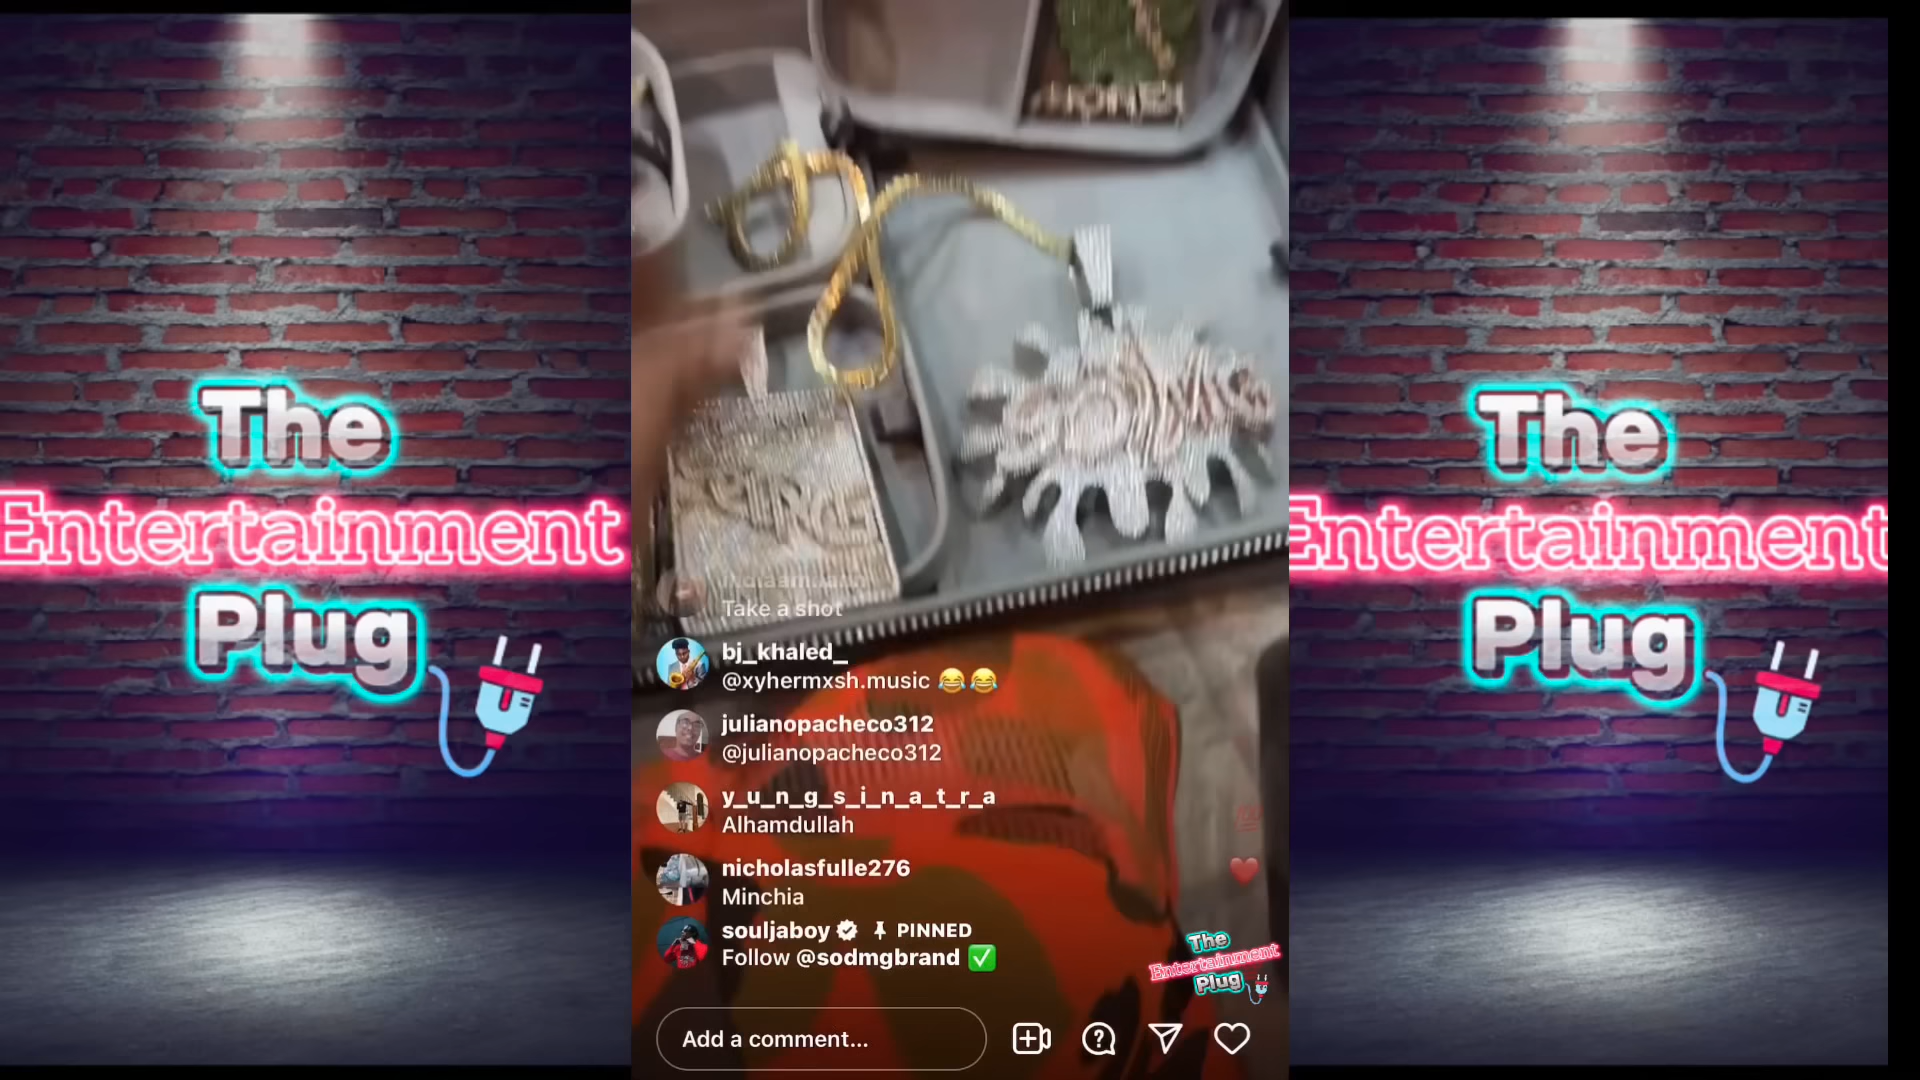 The
Entertainment
Plug
SODMG
Take a shot
bj_khaled_
@xyhermxsh.music 😂😂
julianopacheco312
@julianopacheco312
y_u_n_g_s_i_n_a_t_r_a
Alhamdullah
nicholasfulle276
Minchia
souljaboy PINNED
Follow @sodmgbrand ✅
Add a comment...
The
Entertainment
Plug
The
Entertainment
Plug